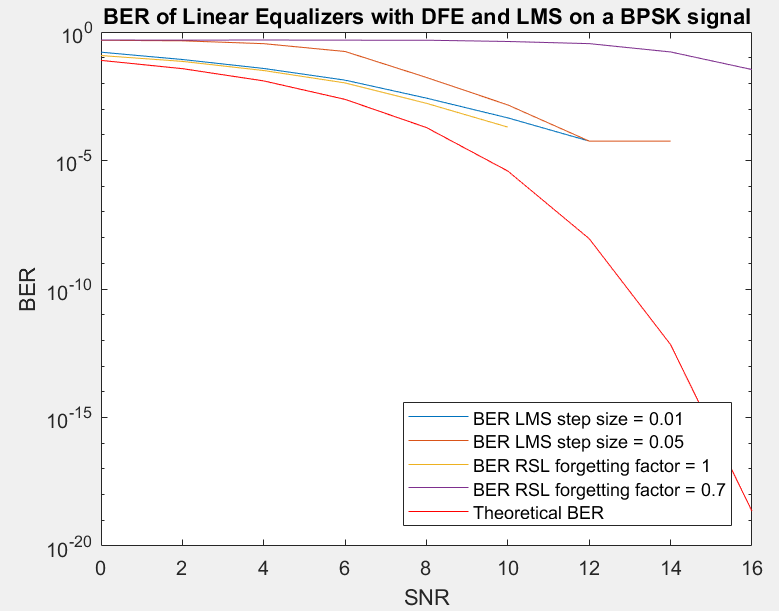 BER of Linear Equalizers with DFE and LMS on a BPSK signal
10^0
10^-5
10^-10
10^-15
10^-20
BER
BER LMS step size = 0.01
BER LMS step size = 0.05
BER RSL forgetting factor = 1
BER RSL forgetting factor = 0.7
Theoretical BER
0 2 4 6 8 10 12 14 16
SNR